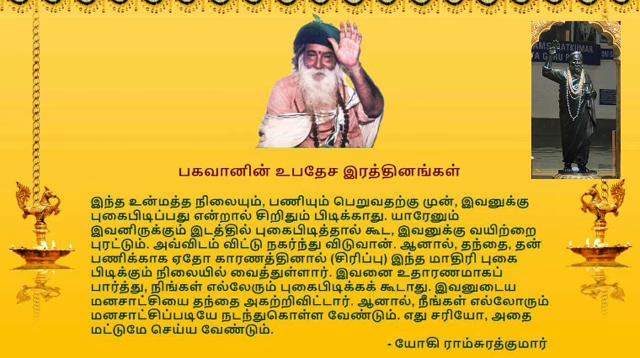 AMSURATKUMAR
பகவானின் உபதேச இரத்தினங்கள்
இந்த உன்மத்த நிலையும், பணியும் பெறுவதற்கு முன், இவனுக்கு
புகைபிடிப்பது என்றால் சிறிதும் பிடிக்காது. யாரேனும்
இவனிருக்கும் இடத்தில் புகைபிடித்தால் கூட, இவனுக்கு வயிற்றை
புரட்டும். அவ்விடம் விட்டு நகர்ந்து விடுவான். ஆனால், தந்தை, தன்
பணிக்காக ஏதோ காரணத்தினால் (சிரிப்பு) இந்த மாதிரி புகை
பிடிக்கும் நிலையில் வைத்துள்ளார். இவனை உதாரணமாகப்
பார்த்து, நிங்கள் எல்லேரும் புகைபிடிக்கக் கூடாது. இவனுடைய
மனசாட்சியை தந்தை அகற்றிவிட்டார். ஆனால், நீங்கள் எல்லோரும்
மனசாட்சிப்படியே நடந்துகொள்ள வேண்டும். எது சரியோ, அதை
மட்டுமே செய்ய வேண்டும்.
- யோகி ராம்சுரத்குமார்